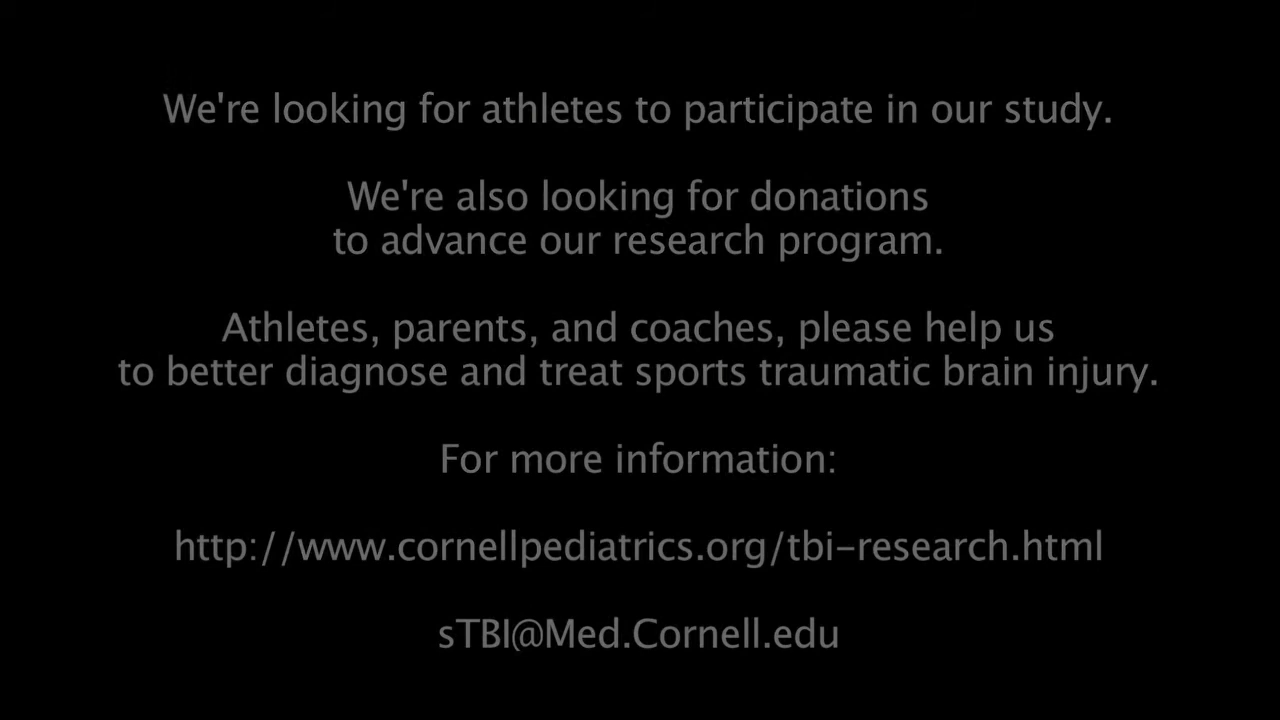 We're looking for athletes to participate in our study.
We're also looking for donations
to advance our research program.
Athletes, parents, and coaches, please help us
to better diagnose and treat sports traumatic brain injury.
For more information:
http://www.cornellpediatrics.org/tbi-research.html
sTBI@Med.Cornell.edu